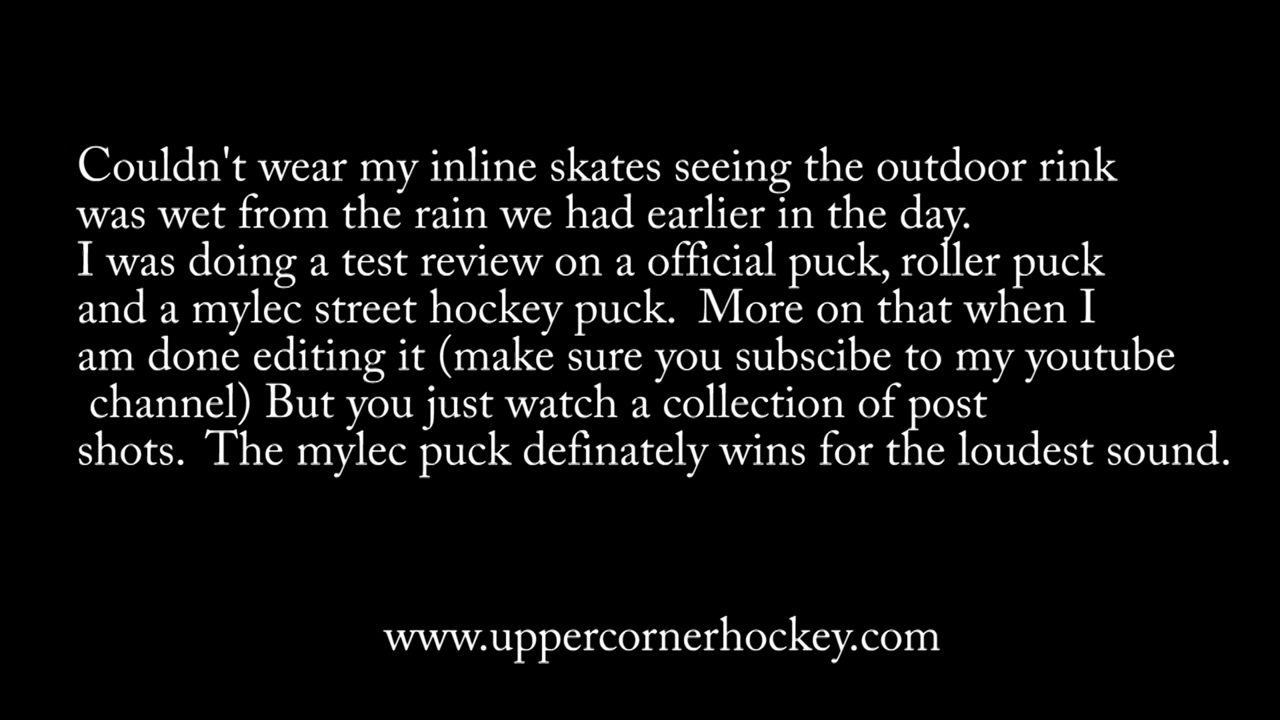 Couldn't wear my inline skates seeing the outdoor rink
was wet from the rain we had earlier in the day.
I was doing a test review on a official puck, roller puck
and a mylec street hockey puck.  More on that when I
am done editing it (make sure you subscibe to my youtube
channel) But you just watch a collection of post
shots.  The mylec puck definately wins for the loudest sound.
www.uppercornerhockey.com